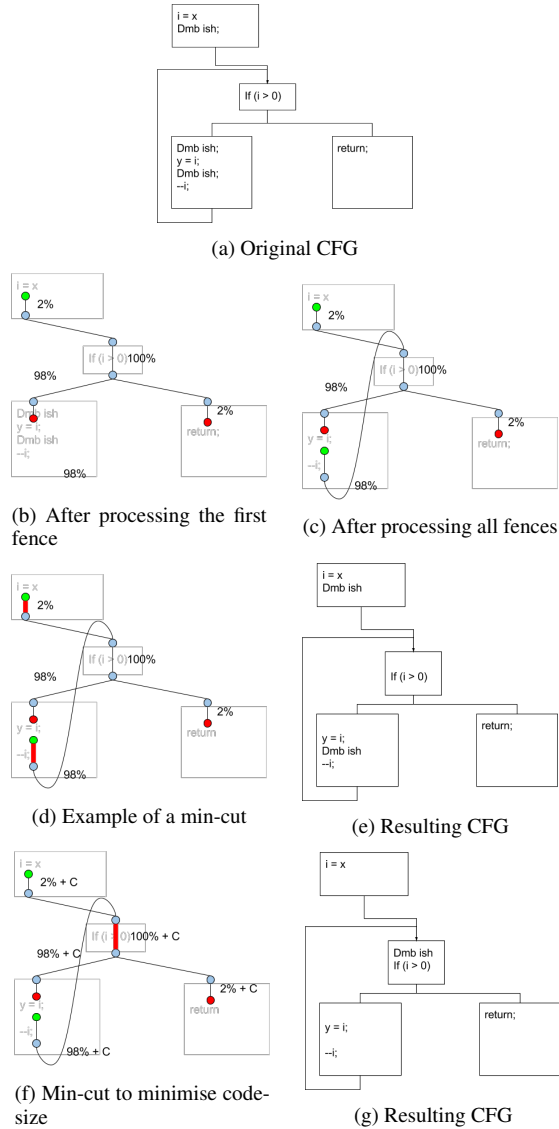 i = x
Dmb ish;
If (i > 0)
Dmb ish;
y = i;
Dmb ish;
--i;
return;
(a) Original CFG
i = x
2%
If (i > 0)
100%
98%
Dmb ish
y = i;
Dmb ish
--i;
98%
2%
return;
(b) After processing the first
fence
i = x
2%
If (i > 0)
100%
98%
y = i;
--i;
98%
2%
return;
(c) After processing all fences
i = x
2%
If (i > 0)
100%
98%
y = i;
--i;
98%
2%
return
(d) Example of a min-cut
i = x
Dmb ish
If (i > 0)
y = i;
Dmb ish
--i;
return;
(e) Resulting CFG
i = x
2% + C
If (i > 0)
100% + C
98% + C
y = i;
--i;
98% + C
2% + C
return
(f) Min-cut to minimise code-
size
i = x
Dmb ish
If (i > 0)
y = i;
--i;
return;
(g) Resulting CFG